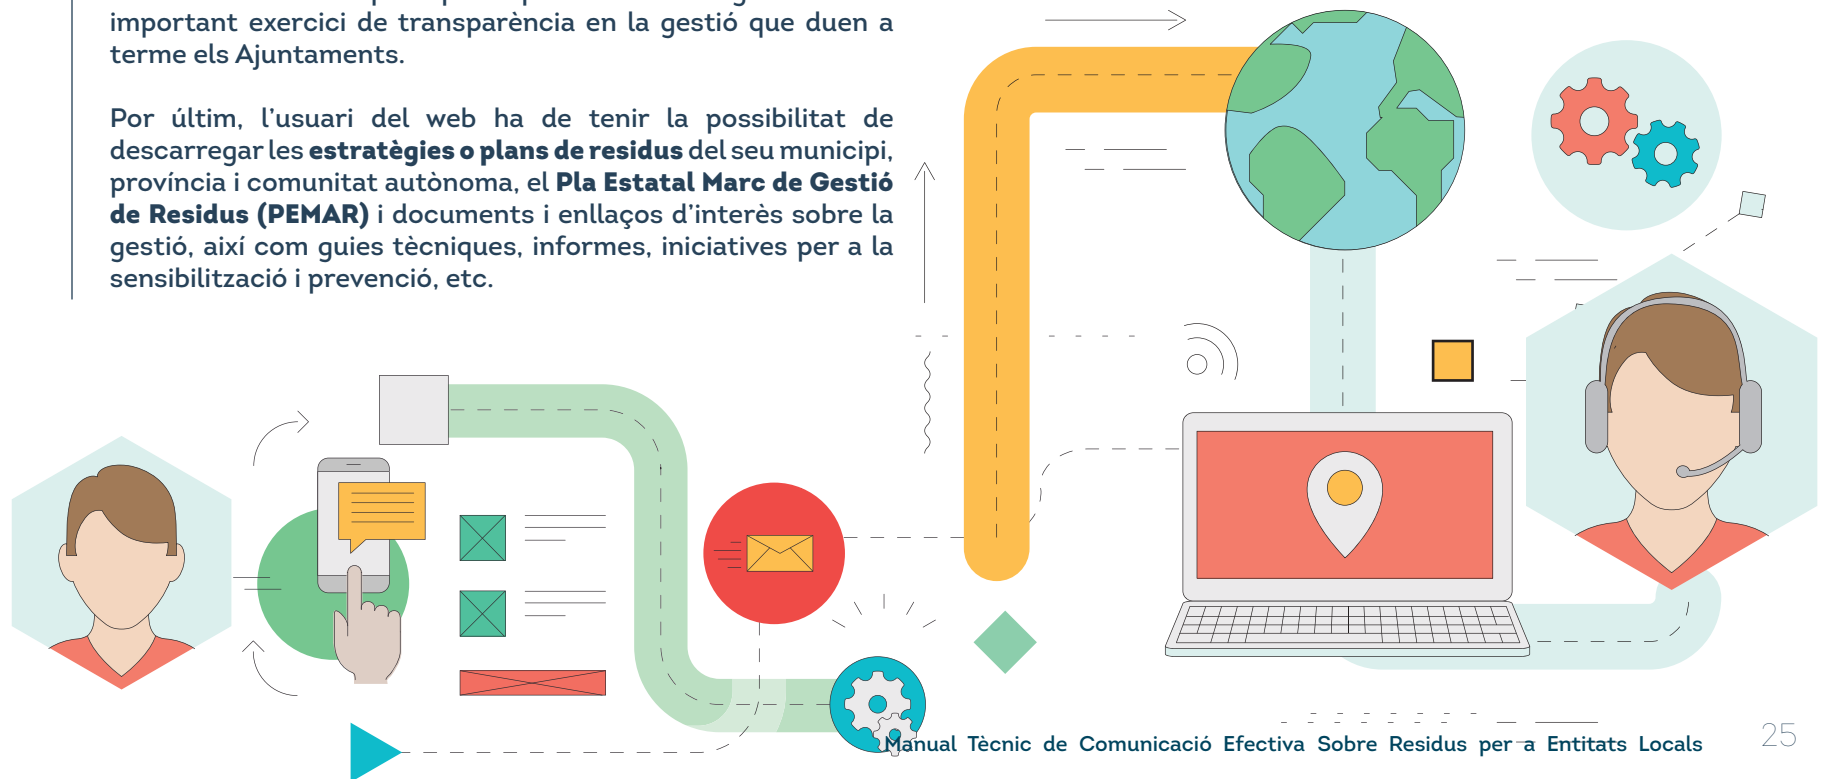 important exercici de transparència en la gestió que duen a
terme els Ajuntaments.
Por últim, l'usuari del web ha de tenir la possibilitat de
descarregar les estratègies o plans de residus del seu municipi,
província i comunitat autònoma, el Pla Estatal Marc de Gestió
de Residus (PEMAR) i documents i enllaços d'interès sobre la
gestió, així com guies tècniques, informes, iniciatives per a la
sensibilització i prevenció, etc.
Manual Tècnic de Comunicació Efectiva Sobre Residus per a Entitats Locals
25